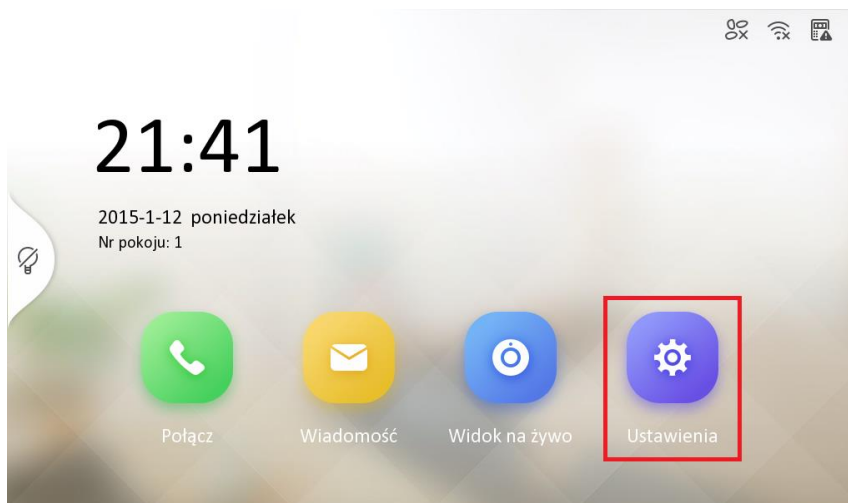 21:41
2015-1-12 poniedziałek
Nr pokoju: 1
Połącz
Wiadomość
Widok na żywo
Ustawienia